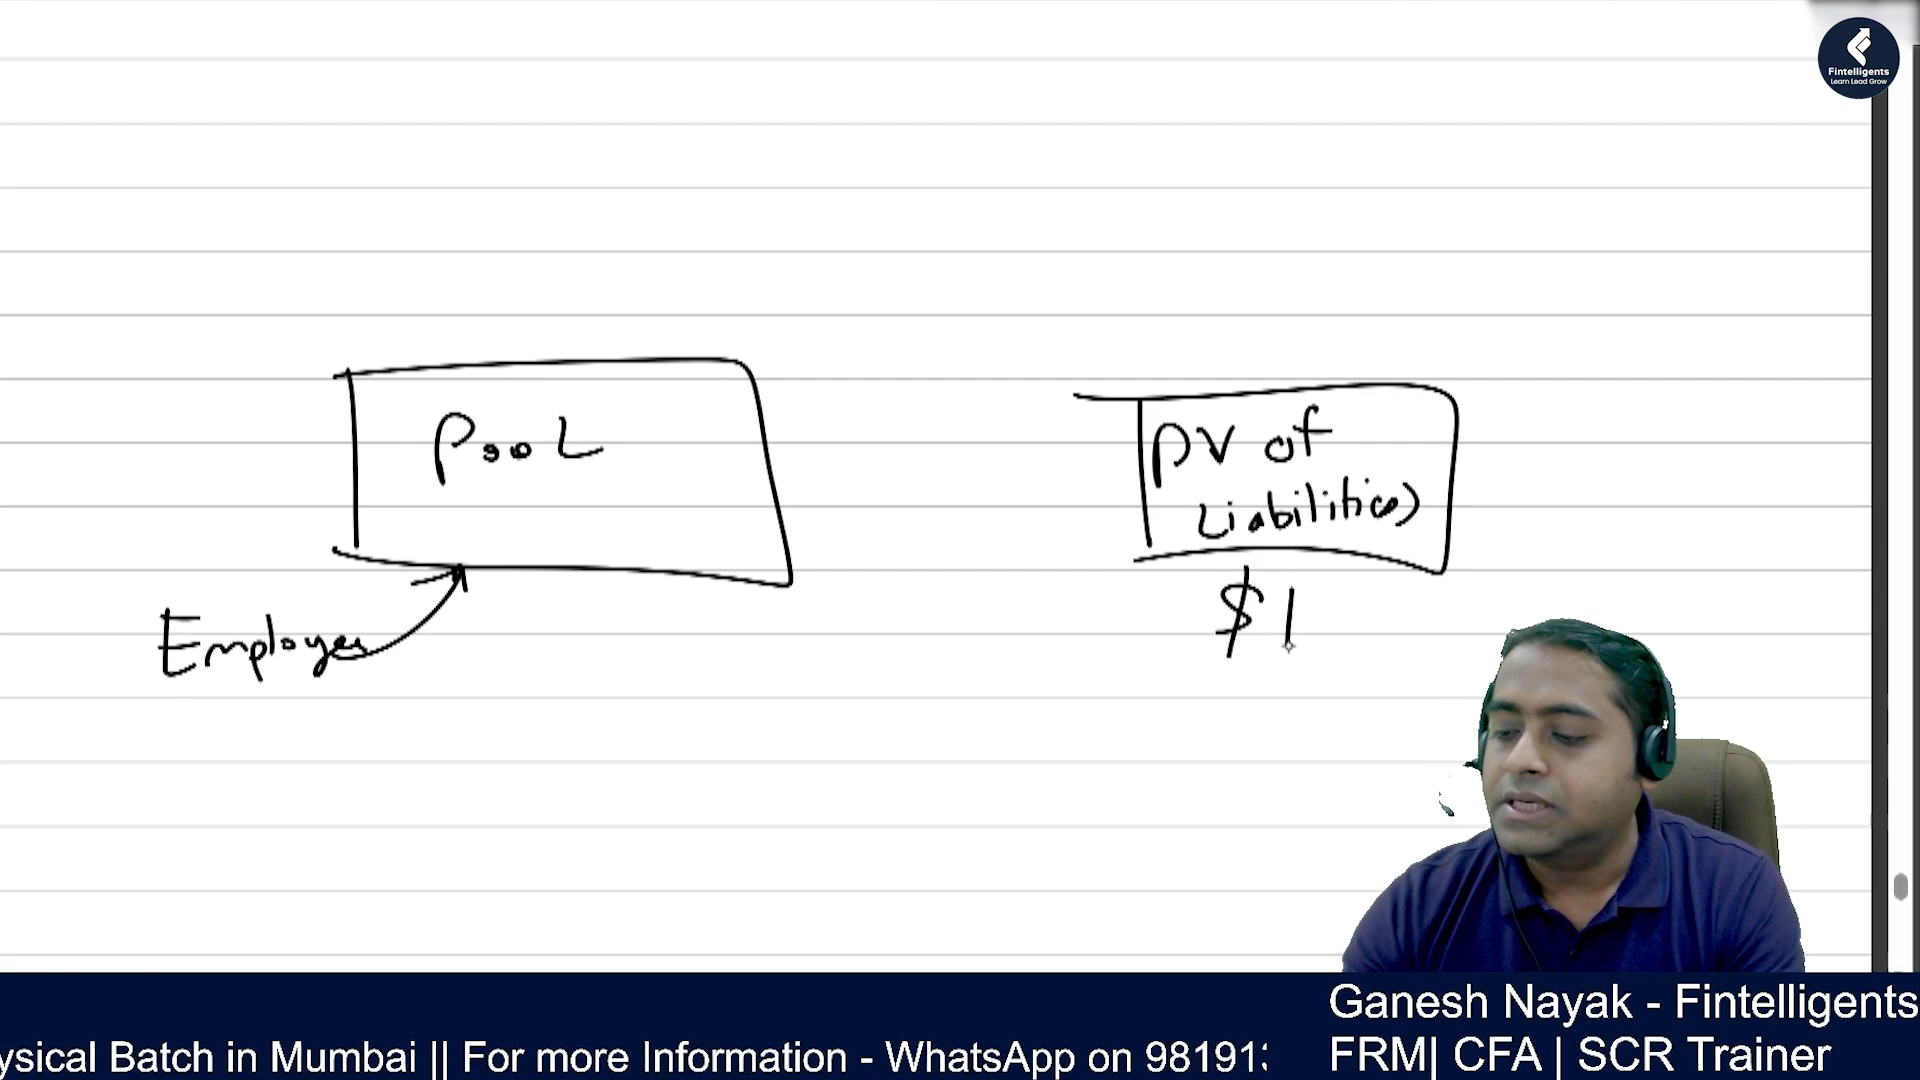 Fintelligents
Learn Lead Grow
Pool
PV of
Liabilities
Employee
$1
Ganesh Nayak - Fintelligents
FRM| CFA | SCR Trainer
ysical Batch in Mumbai || For more Information - WhatsApp on 98191